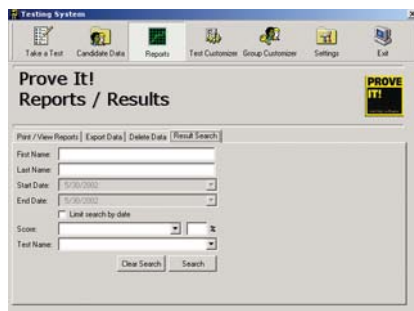 Testing System
Take a Test Candidate Data Reports Test Customizer Group Customizer Settings Exit
Prove It!
Reports / Results
PROVE
IT!
Print / View Reports Export Data Delete Data Result Search
First Name:
Last Name:
Start Date: 5/30/2002
End Date: 5/30/2002
Limit search by date
Score: %
Test Name:
Clear Search Search